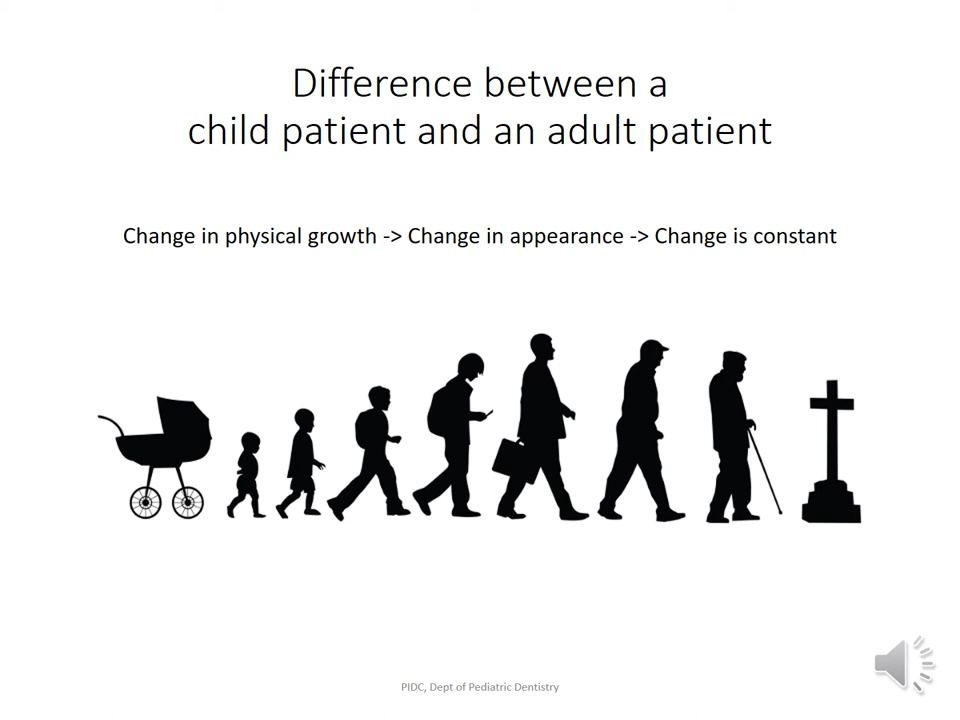 Difference between a
child patient and an adult patient
Change in physical growth -> Change in appearance -> Change is constant
PIDC, Dept of Pediatric Dentistry